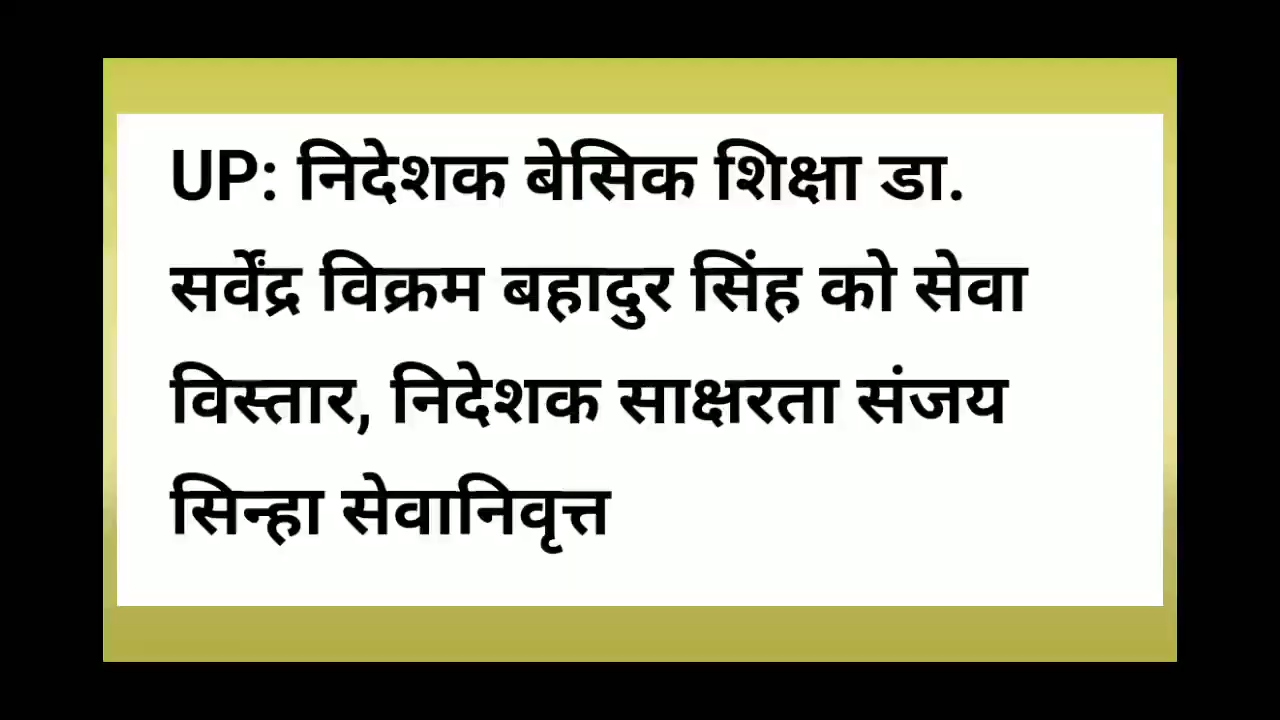 UP: निदेशक बेसिक शिक्षा डा.
सर्वेंद्र विक्रम बहादुर सिंह को सेवा
विस्तार, निदेशक साक्षरता संजय
सिन्हा सेवानिवृत्त